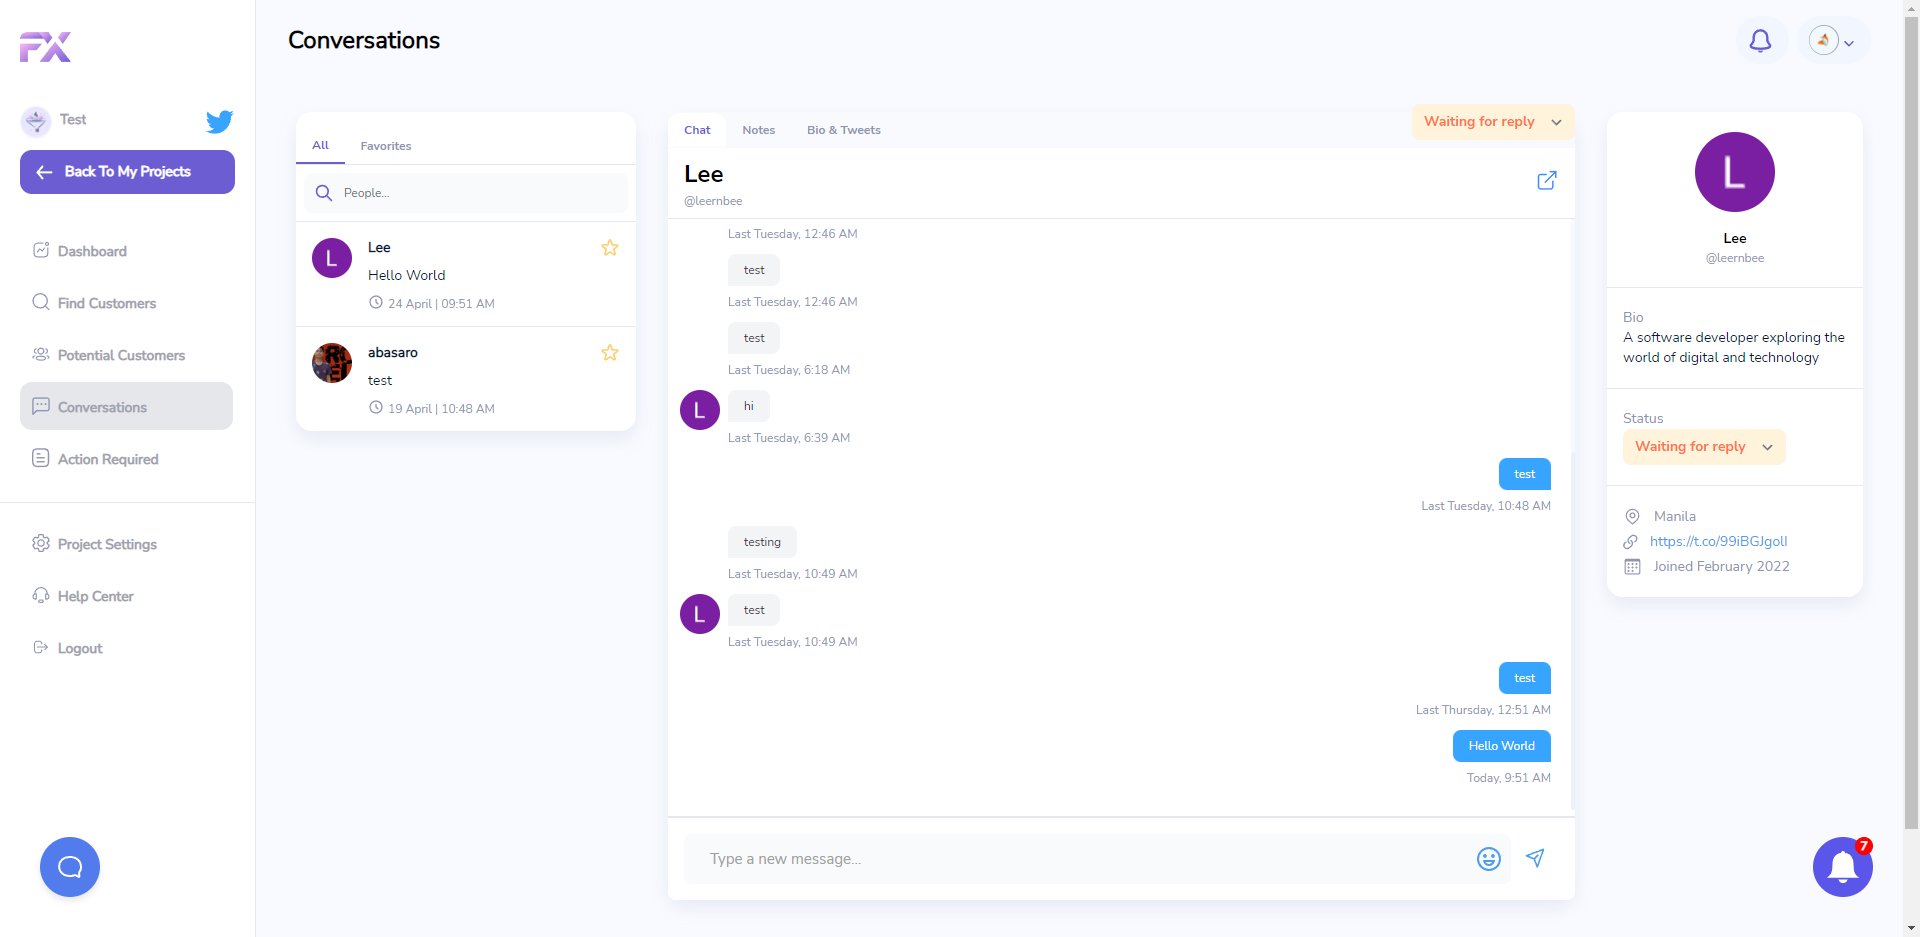 FX
Conversations
Test
Back To My Projects
Dashboard
Find Customers
Potential Customers
Conversations
Action Required
Project Settings
Help Center
Logout
All
Favorites
People...
L
Lee
Hello World
24 April | 09:51 AM
abasaro
test
19 April | 10:48 AM
Chat
Notes
Bio & Tweets
Waiting for reply
Lee
@leernbee
Last Tuesday, 12:46 AM
test
Last Tuesday, 12:46 AM
test
Last Tuesday, 6:18 AM
L
hi
Last Tuesday, 6:39 AM
test
Last Tuesday, 10:48 AM
testing
Last Tuesday, 10:49 AM
L
test
Last Tuesday, 10:49 AM
test
Last Thursday, 12:51 AM
Hello World
Today, 9:51 AM
Type a new message...
L
Lee
@leernbee
Bio
A software developer exploring the
world of digital and technology
Status
Waiting for reply
Manila
Joined February 2022
7